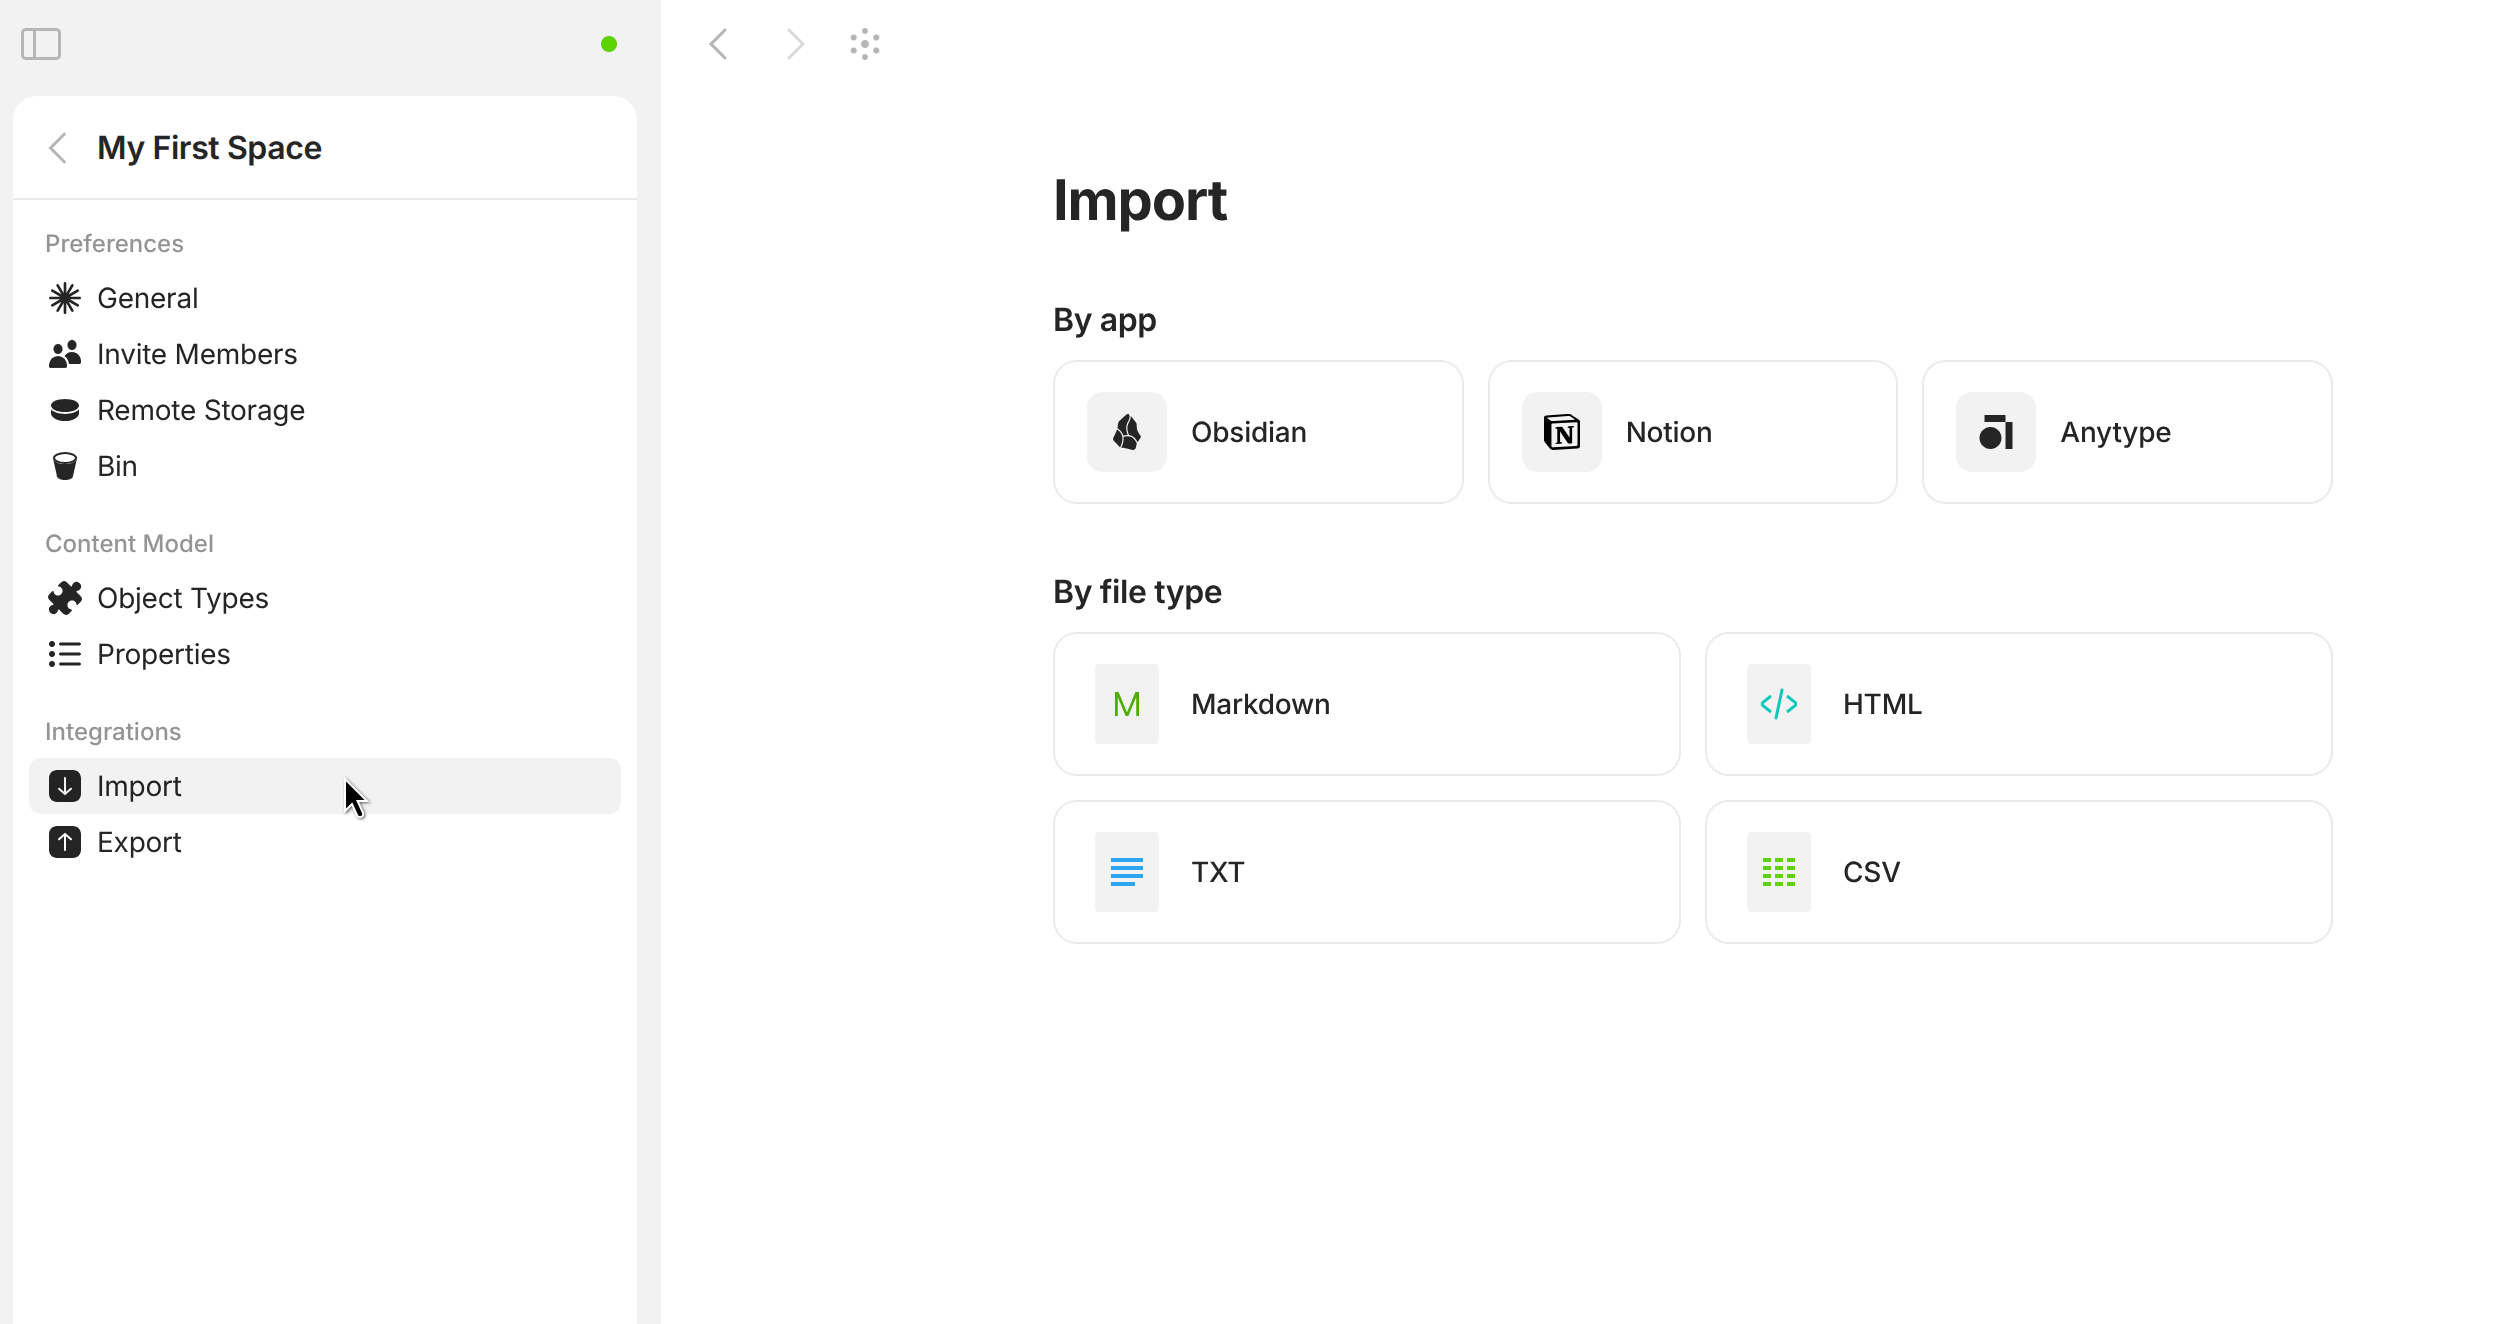 My First Space
Preferences
General
Invite Members
Remote Storage
Bin
Content Model
Object Types
Properties
Integrations
Import
Export
Import
By app
Obsidian
N
Notion
Anytype
By file type
M
Markdown
</>
HTML
TXT
CSV